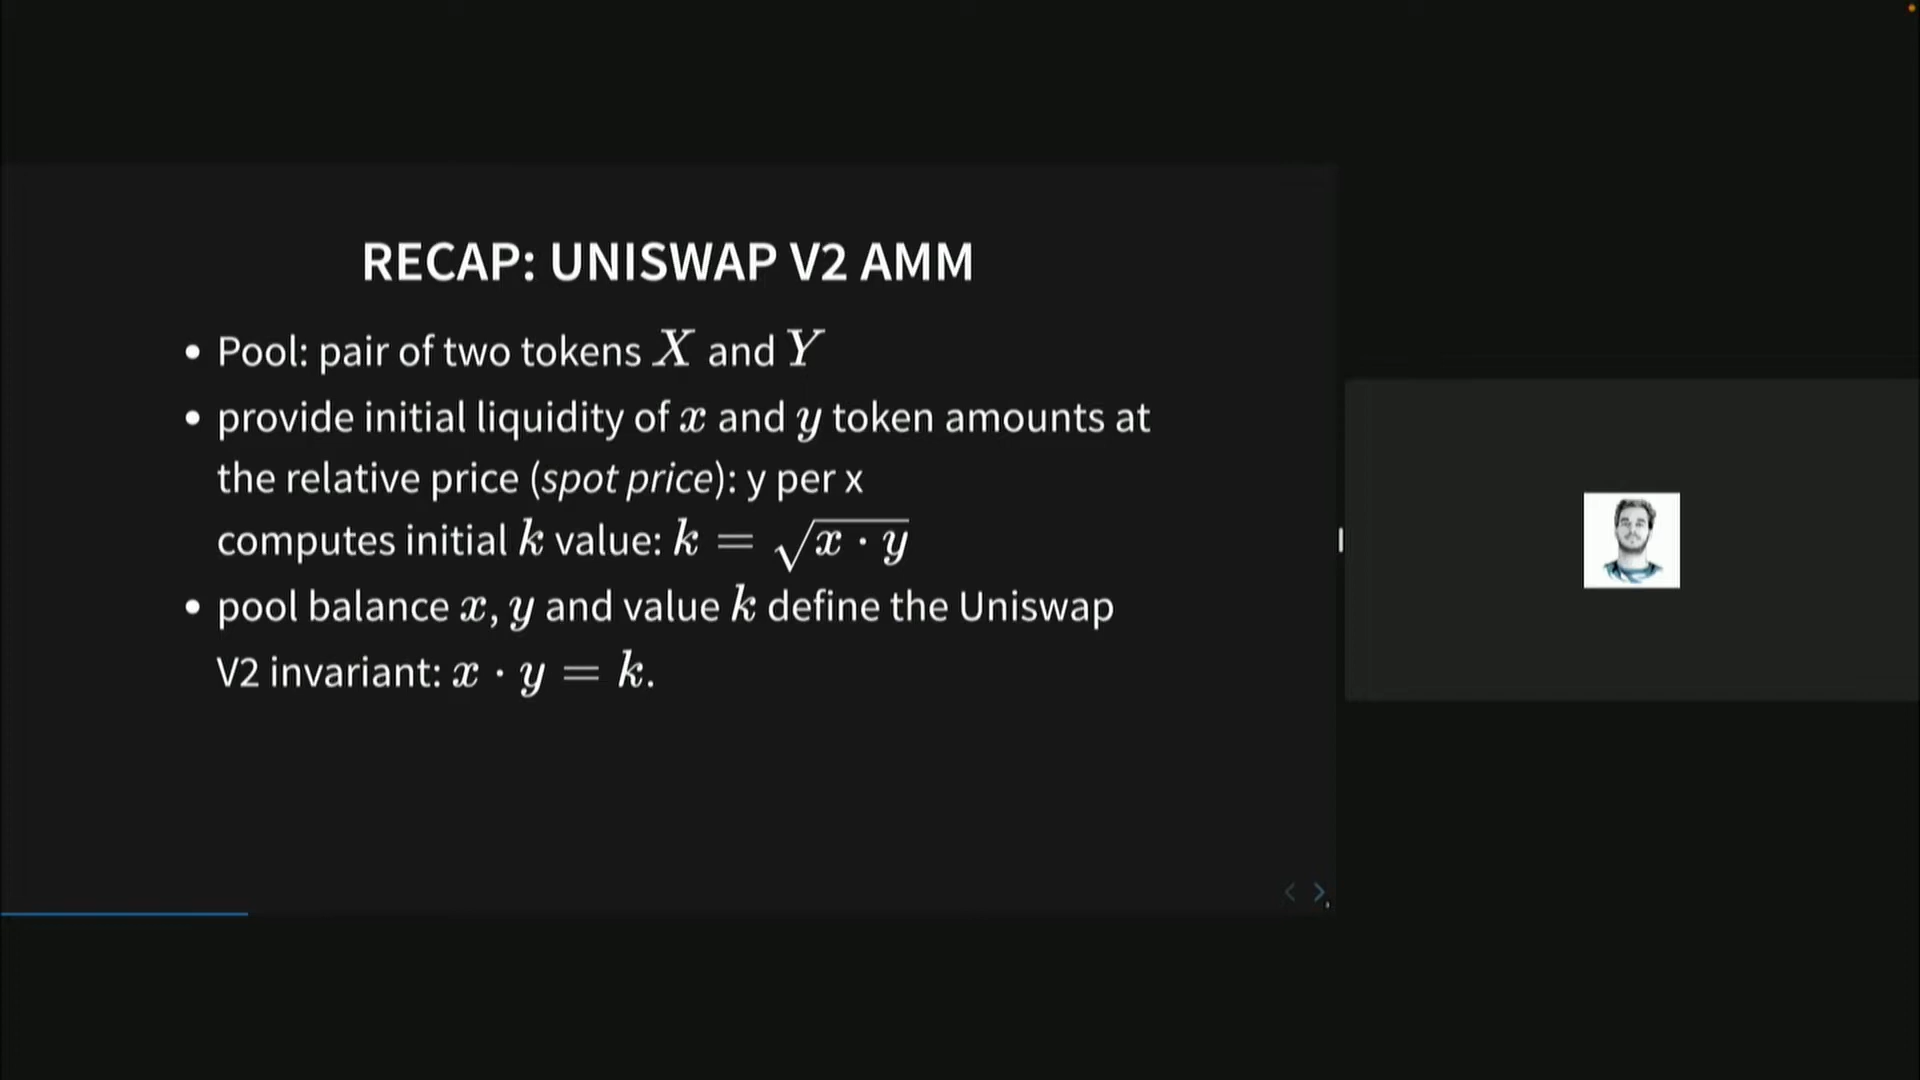 RECAP: UNISWAP V2 AMM
• Pool: pair of two tokens X and Y
• provide initial liquidity of x and y token amounts at
the relative price (spot price): y per x
computes initial k value: k = √x · y
• pool balance x, y and value k define the Uniswap
V2 invariant: x · y = k.